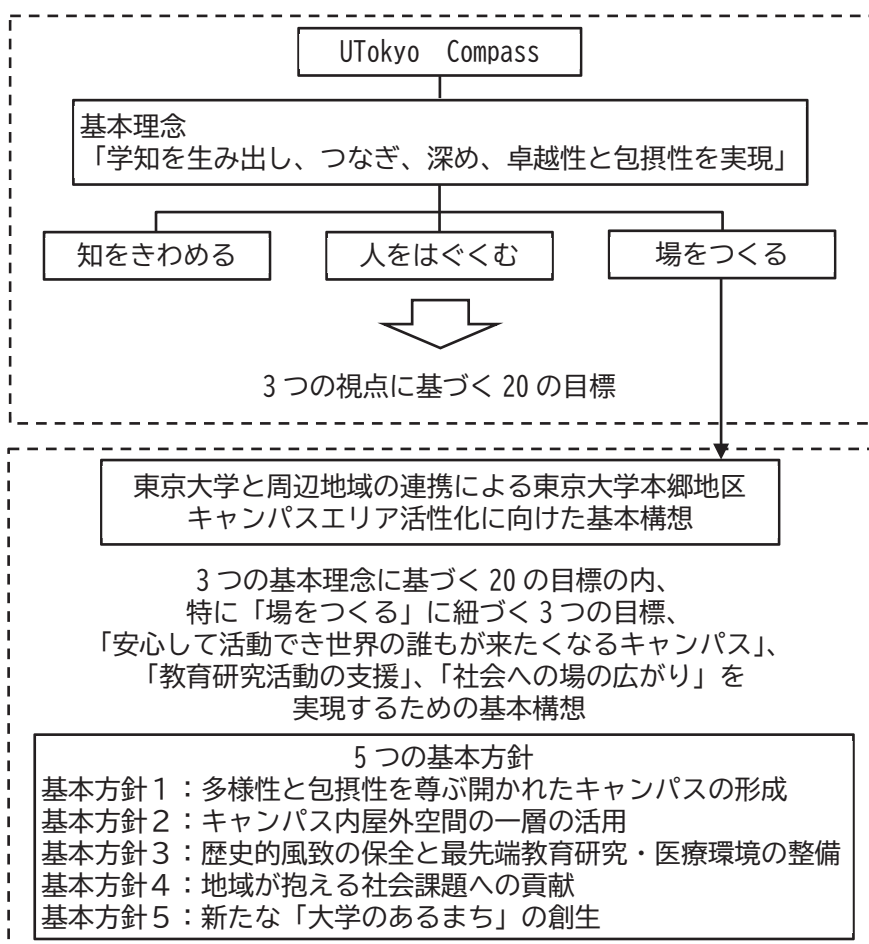 UTokyo Compass
基本理念
「学知を生み出し、つなぎ、深め、卓越性と包摂性を実現」
知をきわめる
人をはぐくむ
場をつくる
3つの視点に基づく20の目標
東京大学と周辺地域の連携による東京大学本郷地区
キャンパスエリア活性化に向けた基本構想
3つの基本理念に基づく20の目標の内、
特に「場をつくる」に紐づく3つの目標、
「安心して活動でき世界の誰もが来たくなるキャンパス」、
「教育研究活動の支援」、「社会への場の広がり」を
実現するための基本構想
5つの基本方針
基本方針1：多様性と包摂性を尊ぶ開かれたキャンパスの形成
基本方針2：キャンパス内屋外空間の一層の活用
基本方針3：歴史的風致の保全と最先端教育研究・医療環境の整備
基本方針4：地域が抱える社会課題への貢献
基本方針5：新たな「大学のあるまち」の創生